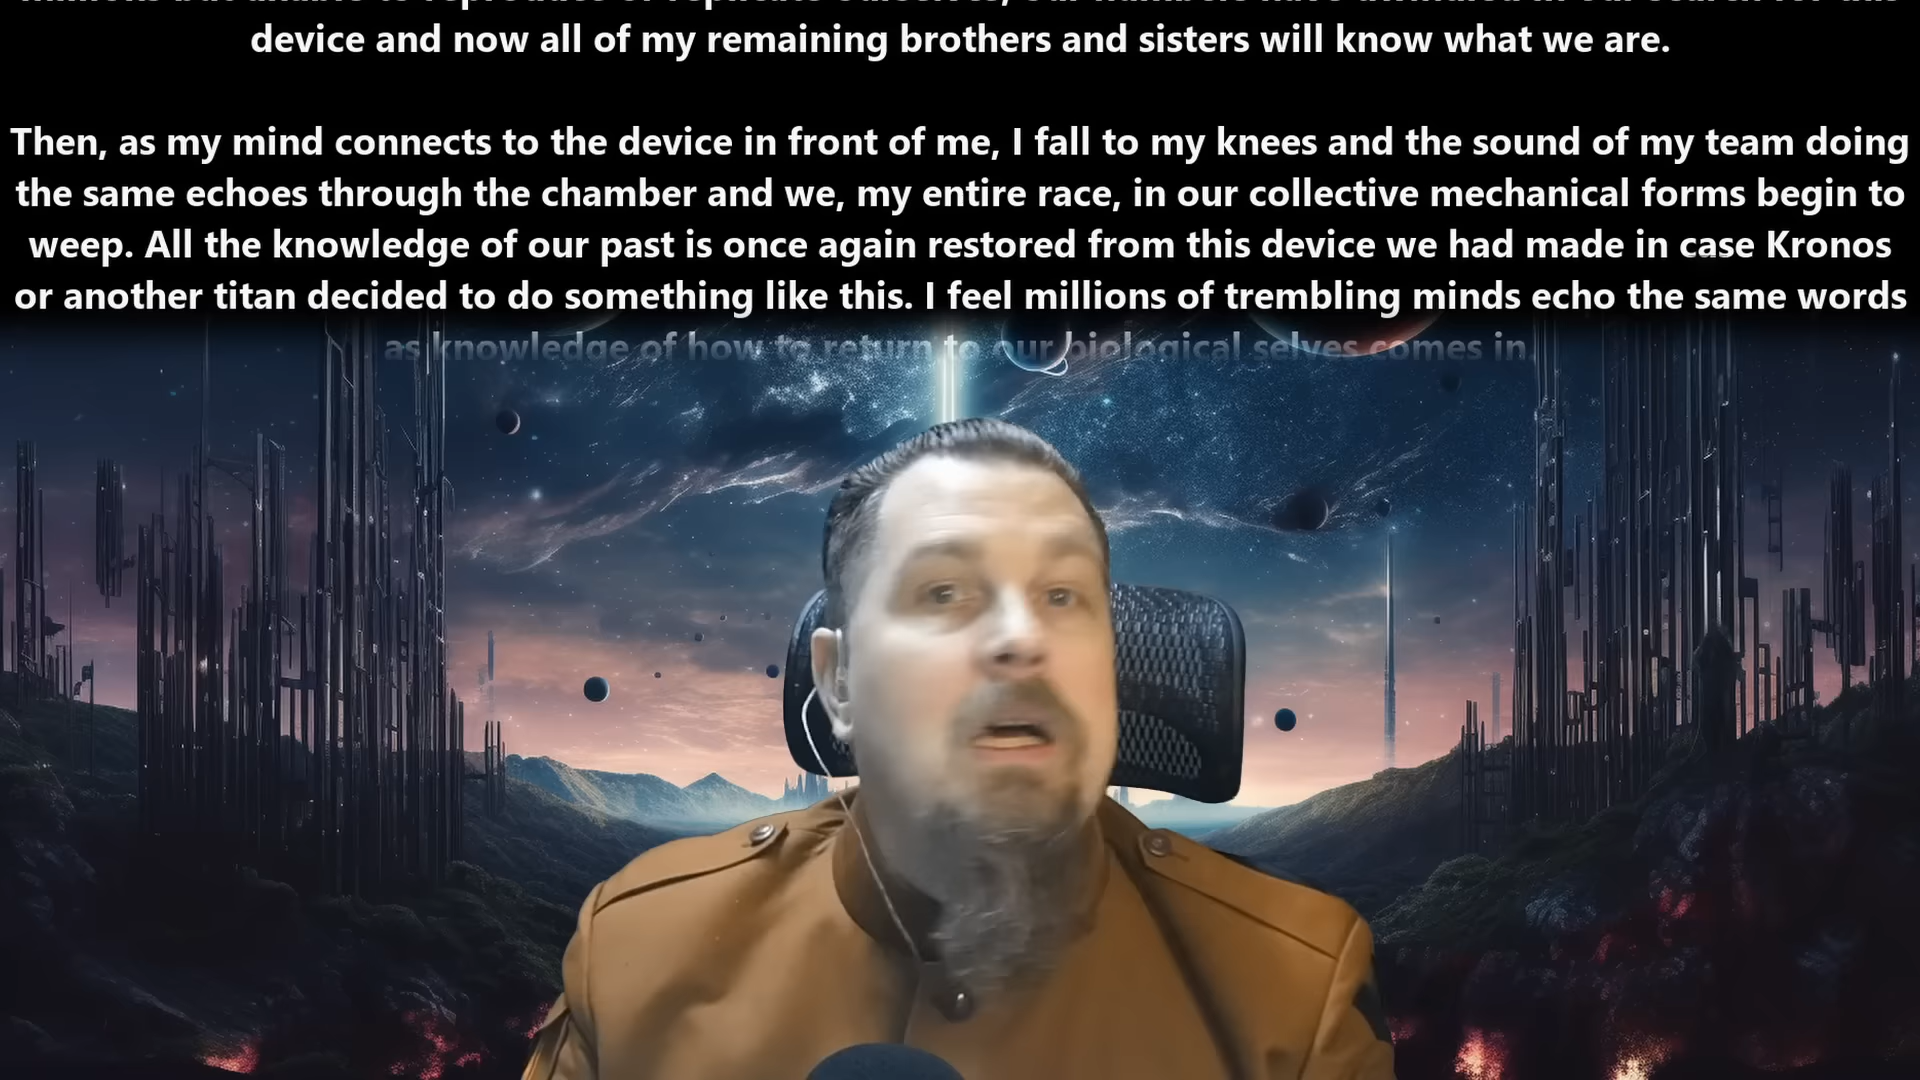 device and now all of my remaining brothers and sisters will know what we are.
Then, as my mind connects to the device in front of me, I fall to my knees and the sound of my team doing
the same echoes through the chamber and we, my entire race, in our collective mechanical forms begin to
weep. All the knowledge of our past is once again restored from this device we had made in case Kronos
or another titan decided to do something like this. I feel millions of trembling minds echo the same words
as knowledge of how to return to our biological selves comes in.